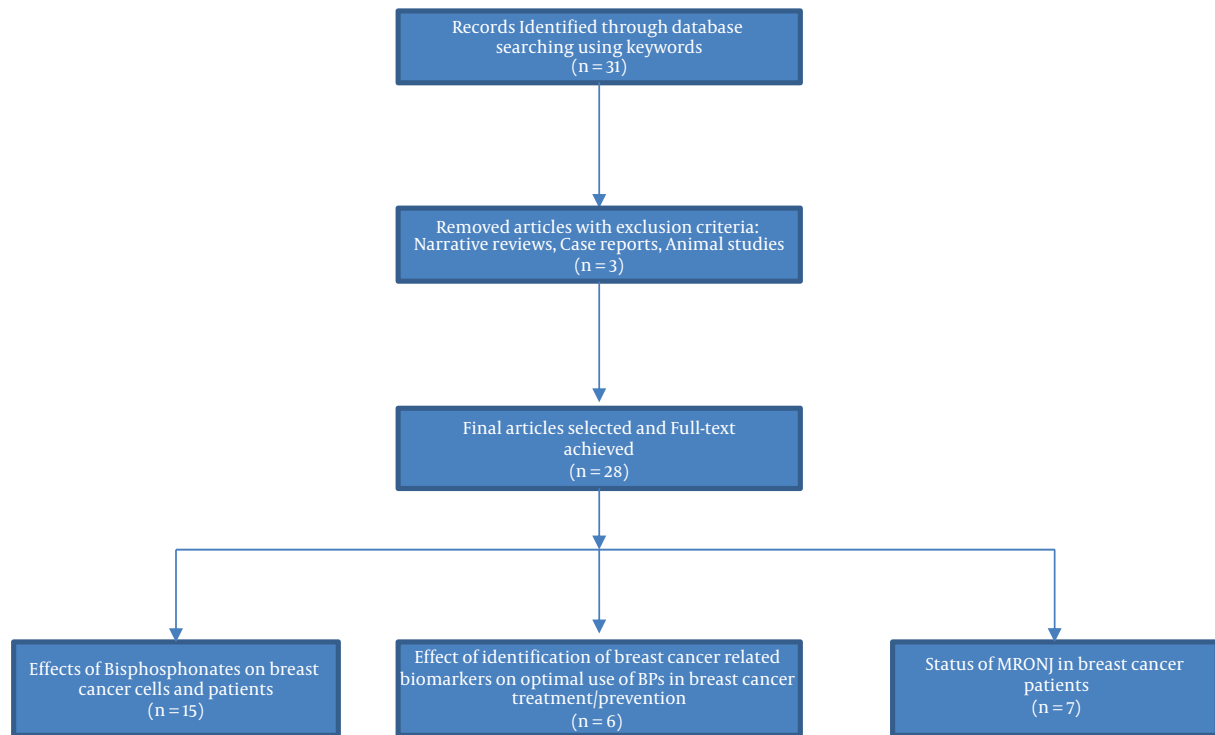 Records Identified through database
searching using keywords
(n = 31)
Removed articles with exclusion criteria:
Narrative reviews, Case reports, Animal studies
(n = 3)
Final articles selected and Full-text
achieved
(n = 28)
Effects of Bisphosphonates on breast
cancer cells and patients
(n = 15)
Effect of identification of breast cancer related
biomarkers on optimal use of BPs in breast cancer
treatment/prevention
(n = 6)
Status of MRONJ in breast cancer
patients
(n = 7)